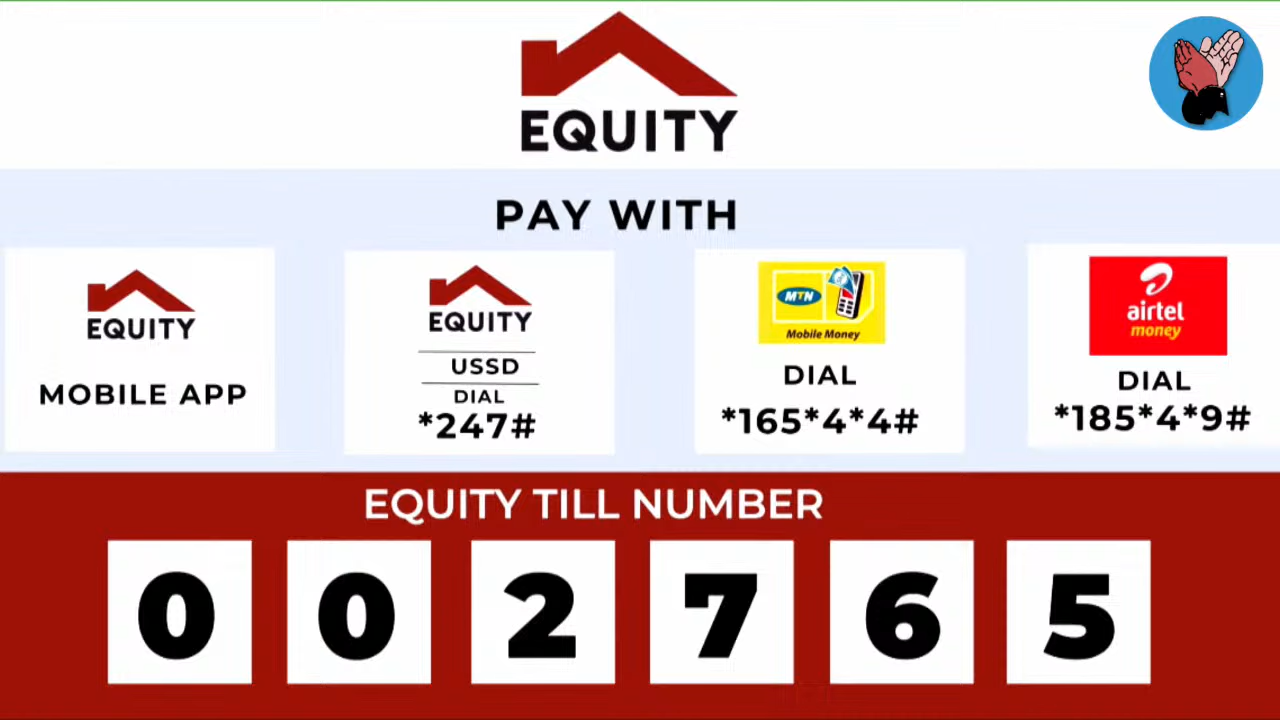 EQUITY
PAY WITH
EQUITY
MOBILE APP
EQUITY
USSD
DIAL
*247#
MTN
Mobile Money
DIAL
*165*4*4#
airtel
money
DIAL
*185*4*9#
EQUITY TILL NUMBER
0 0 2 7 6 5